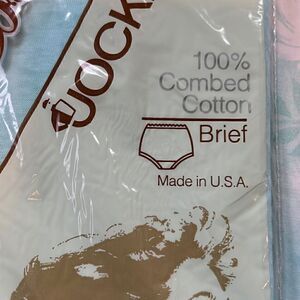 JOCK
100%
Combed
Cotton
Brief
Made in U.S.A.